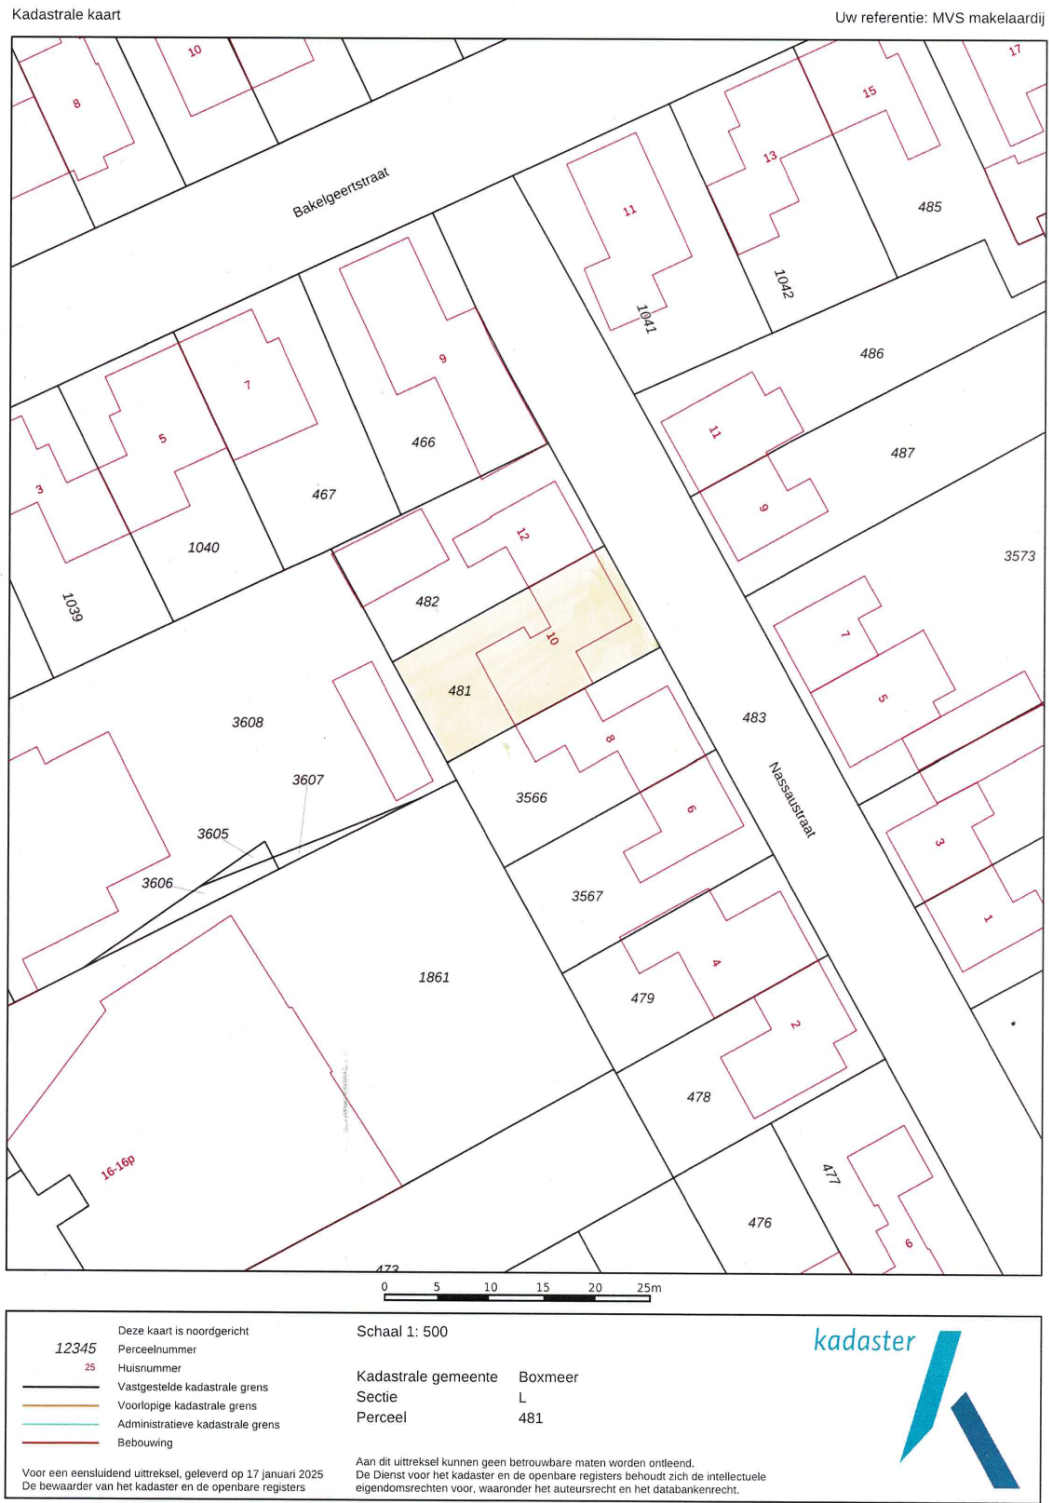 Kadastrale kaart
Uw referentie: MVS makelaardij
10
8
17
15
13
11
485
Bakelgeertstraat
1042
1041
486
9
7
5
3
466
467
1040
1039
11
487
9
12
482
3573
10
481
7
5
483
3608
8
3607
3566
6
Nassaustraat
3605
3606
3
1
3567
1861
4
479
2
478
16-16p
477
476
6
473
0 5 10 15 20 25m
Deze kaart is noordgericht
12345 Perceelnummer
25 Huisnummer
Vastgestelde kadastrale grens
Voorlopige kadastrale grens
Administratieve kadastrale grens
Bebouwing
Voor een eensluidend uittreksel, geleverd op 17 januari 2025
De bewaarder van het kadaster en de openbare registers
Schaal 1: 500
Kadastrale gemeente Boxmeer
Sectie L
Perceel 481
Aan dit uittreksel kunnen geen betrouwbare maten worden ontleend.
De Dienst voor het kadaster en de openbare registers behoudt zich de intellectuele
eigendomsrechten voor, waaronder het auteursrecht en het databankenrecht.
kadaster